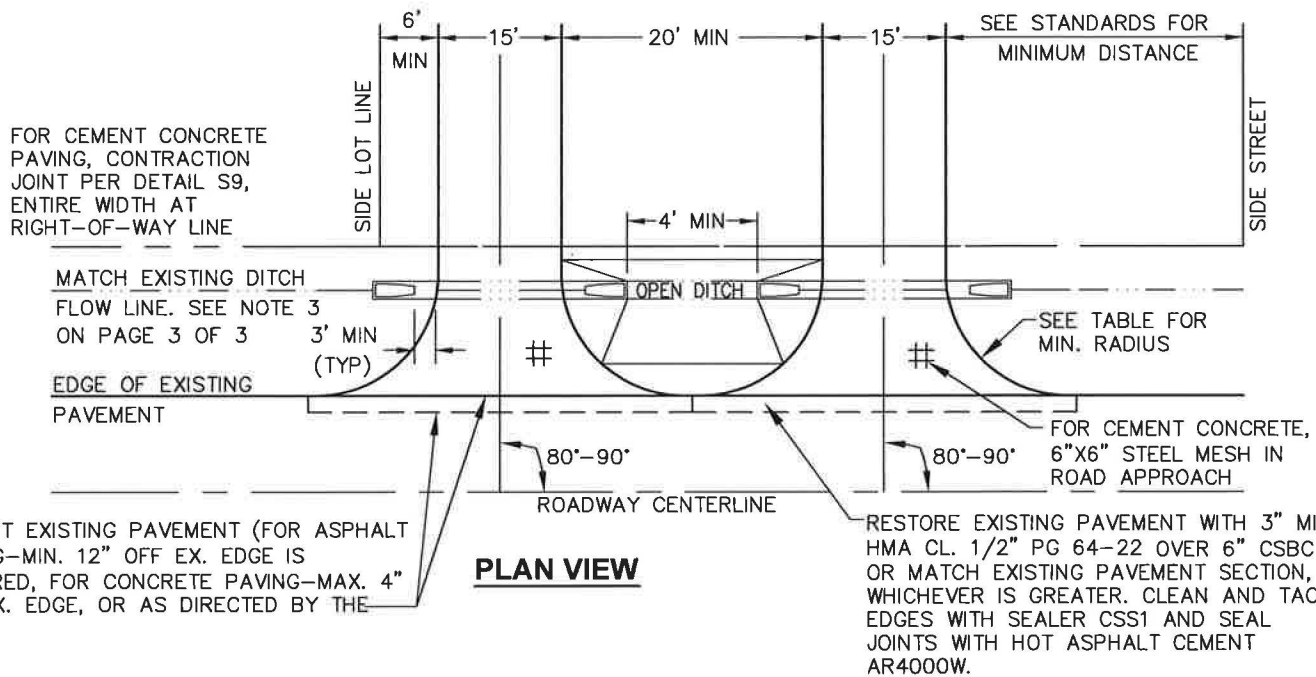 6'
MIN
15'
20' MIN
15'
SEE STANDARDS FOR
MINIMUM DISTANCE
SIDE LOT LINE
SIDE STREET
FOR CEMENT CONCRETE
PAVING, CONTRACTION
JOINT PER DETAIL S9,
ENTIRE WIDTH AT
RIGHT-OF-WAY LINE
4' MIN
MATCH EXISTING DITCH
FLOW LINE. SEE NOTE 3
ON PAGE 3 OF 3
3' MIN
(TYP)
OPEN DITCH
SEE TABLE FOR
MIN. RADIUS
EDGE OF EXISTING
PAVEMENT
80°-90°
80°-90°
FOR CEMENT CONCRETE,
6"X6" STEEL MESH IN
ROAD APPROACH
ROADWAY CENTERLINE
T EXISTING PAVEMENT (FOR ASPHALT
G-MIN. 12" OFF EX. EDGE IS
RED, FOR CONCRETE PAVING-MAX. 4"
X. EDGE, OR AS DIRECTED BY THE
PLAN VIEW
RESTORE EXISTING PAVEMENT WITH 3" MI
HMA CL. 1/2" PG 64-22 OVER 6" CSBC
OR MATCH EXISTING PAVEMENT SECTION,
WHICHEVER IS GREATER. CLEAN AND TAC
EDGES WITH SEALER CSS1 AND SEAL
JOINTS WITH HOT ASPHALT CEMENT
AR4000W.